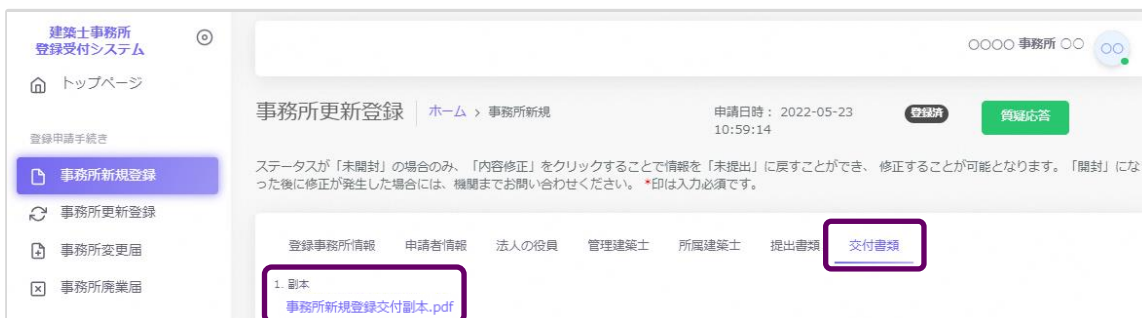 建築士事務所
登録受付システム
トップページ
登録申請手続き
事務所新規登録
事務所更新登録
事務所変更届
事務所廃業届
○○○○ 事務所 ○○
○○
事務所更新登録
ホーム › 事務所新規
申請日時： 2022-05-23
10:59:14
登録済
質疑応答
ステータスが「未開封」の場合のみ、「内容修正」をクリックすることで情報を「未提出」に戻すことができ、 修正することが可能となります。「開封」にな
った後に修正が発生した場合には、機関までお問い合わせください。 *印は入力必須です。
登録事務所情報 申請者情報 法人の役員 管理建築士 所属建築士 提出書類 交付書類
1. 副本
事務所新規登録交付副本.pdf